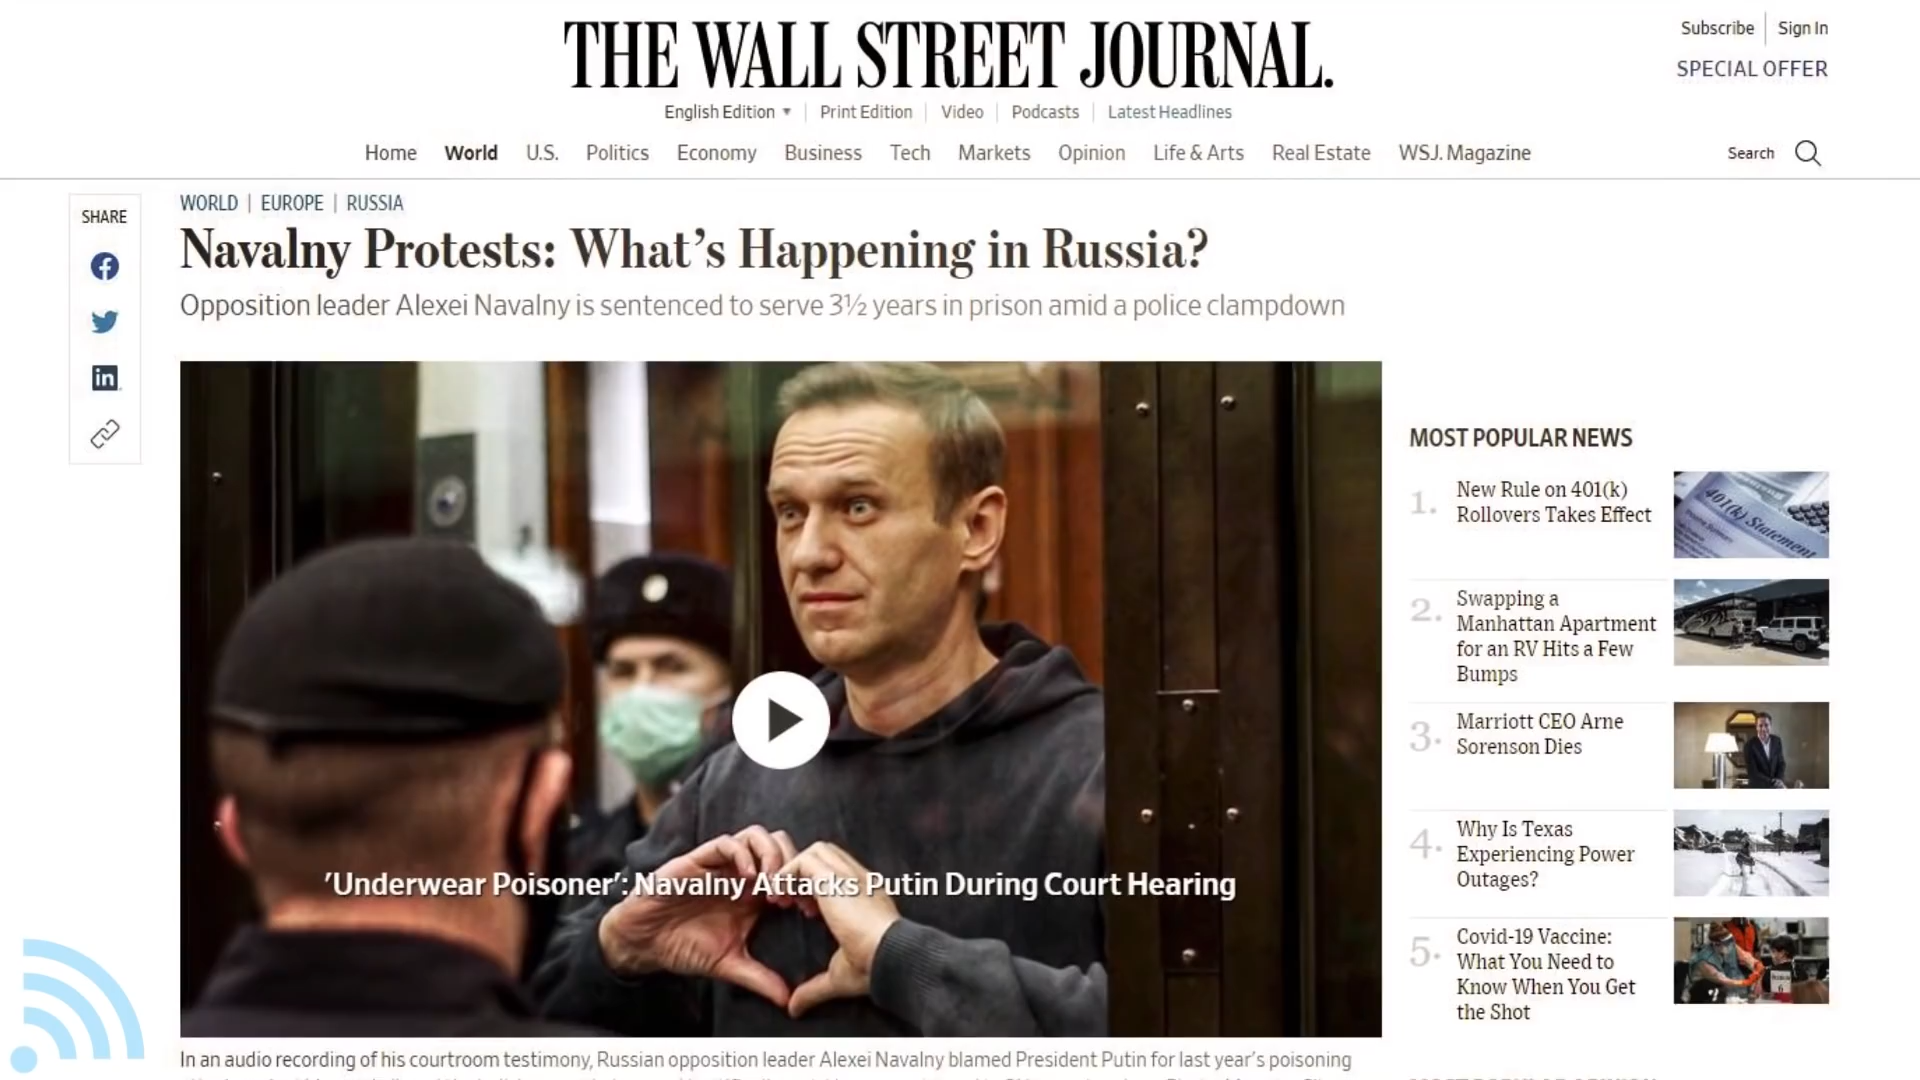 THE WALL STREET JOURNAL.
Subscribe Sign In
SPECIAL OFFER
English Edition Print Edition Video Podcasts Latest Headlines
Home World U.S. Politics Economy Business Tech Markets Opinion Life & Arts Real Estate WSJ. Magazine Search
SHARE
WORLD | EUROPE | RUSSIA
Navalny Protests: What's Happening in Russia?
Opposition leader Alexei Navalny is sentenced to serve 3½ years in prison amid a police clampdown
in
'Underwear Poisoner': Navalny Attacks Putin During Court Hearing
In an audio recording of his courtroom testimony, Russian opposition leader Alexei Navalny blamed President Putin for last year's poisoning
MOST POPULAR NEWS
1. New Rule on 401(k)
Rollovers Takes Effect
401(k) Statement
2. Swapping a
Manhattan Apartment
for an RV Hits a Few
Bumps
3. Marriott CEO Arne
Sorenson Dies
4. Why Is Texas
Experiencing Power
Outages?
5. Covid-19 Vaccine:
What You Need to
Know When You Get
the Shot